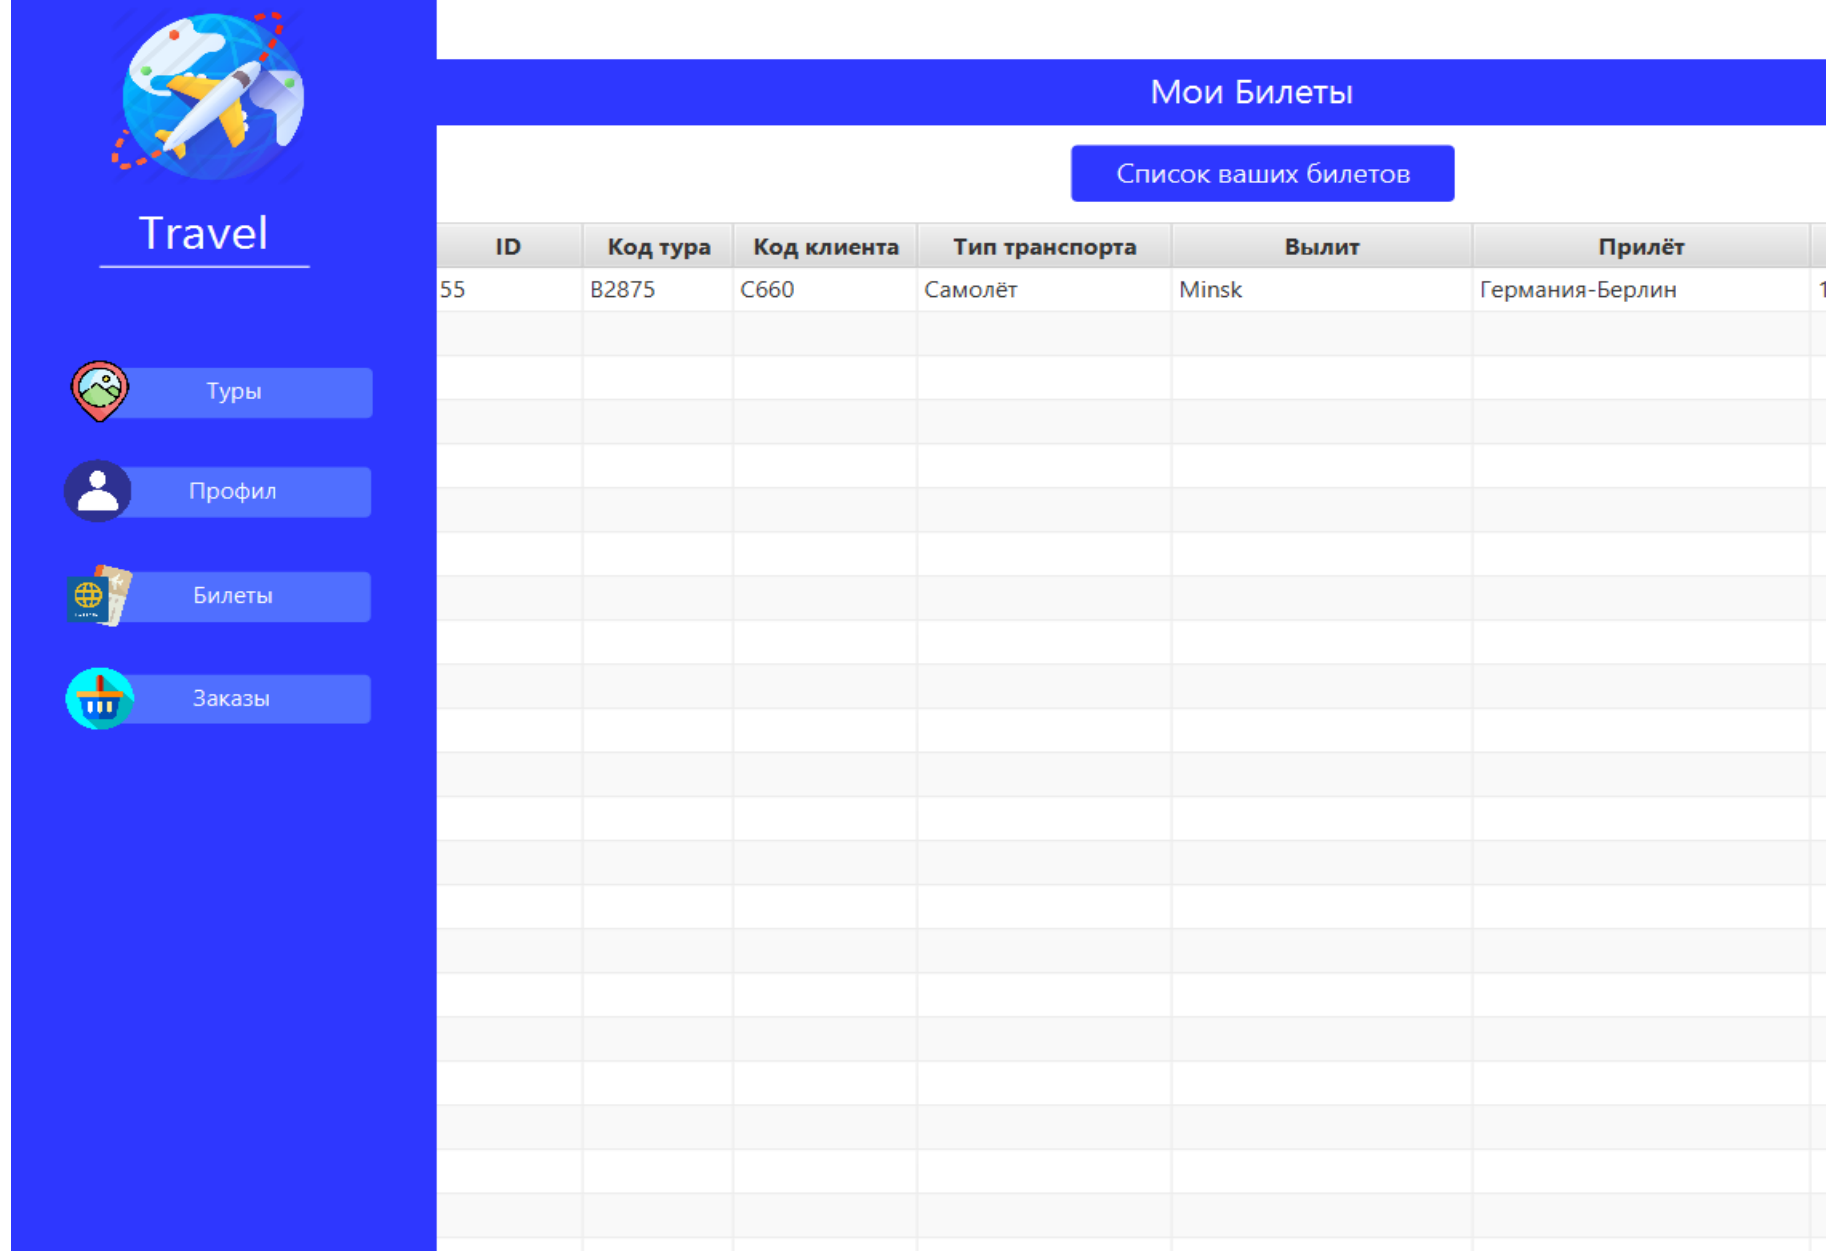 Travel
Туры
Профил
Билеты
Заказы
Мои Билеты
Список ваших билетов
ID Код тура Код клиента Тип транспорта Вылит Прилёт
55 B2875 C660 Самолёт Minsk Германия-Берлин